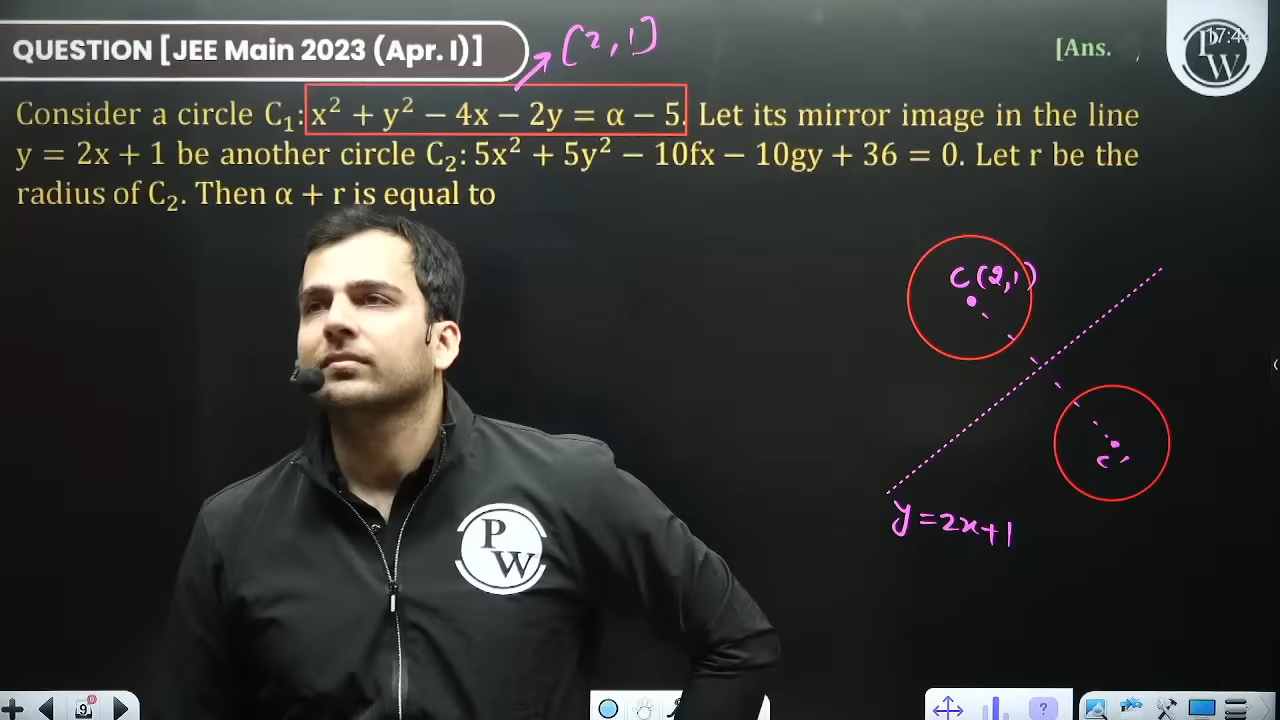 QUESTION [JEE Main 2023 (Apr. I)]
(2, 1)
[Ans.
PW
Consider a circle C₁: x² + y² − 4x − 2y = α − 5. Let its mirror image in the line
y = 2x + 1 be another circle C₂: 5x² + 5y² − 10fx − 10gy + 36 = 0. Let r be the
radius of C₂. Then α + r is equal to
C(2,1)
C'
y = 2x+1
P
W
9
?